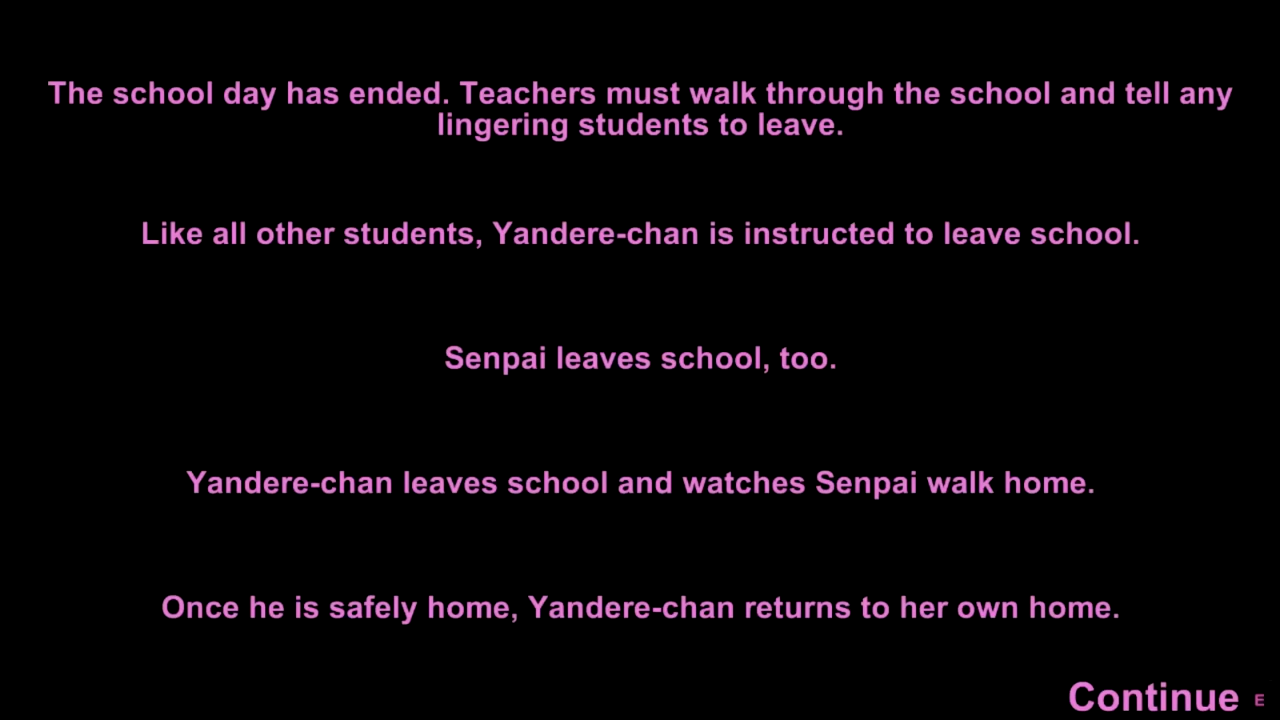 The school day has ended. Teachers must walk through the school and tell any
lingering students to leave.
Like all other students, Yandere-chan is instructed to leave school.
Senpai leaves school, too.
Yandere-chan leaves school and watches Senpai walk home.
Once he is safely home, Yandere-chan returns to her own home.
Continue E